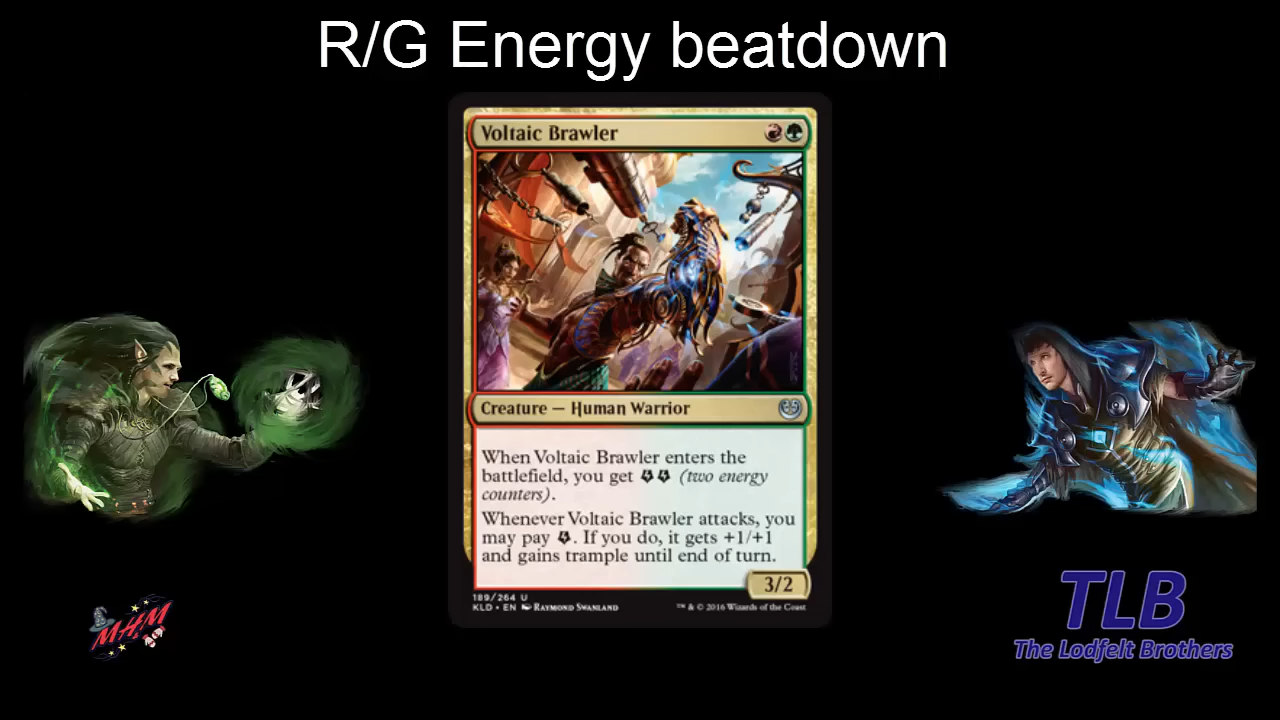 R/G Energy beatdown
Voltaic Brawler
Creature — Human Warrior
When Voltaic Brawler enters the
battlefield, you get (two energy
counters).
Whenever Voltaic Brawler attacks, you
may pay . If you do, it gets +1/+1
and gains trample until end of turn.
3/2
189/264 U
KLD • EN Raymond Swanland
™ & © 2016 Wizards of the Coast
MHM
TLB
The Lodfelt Brothers